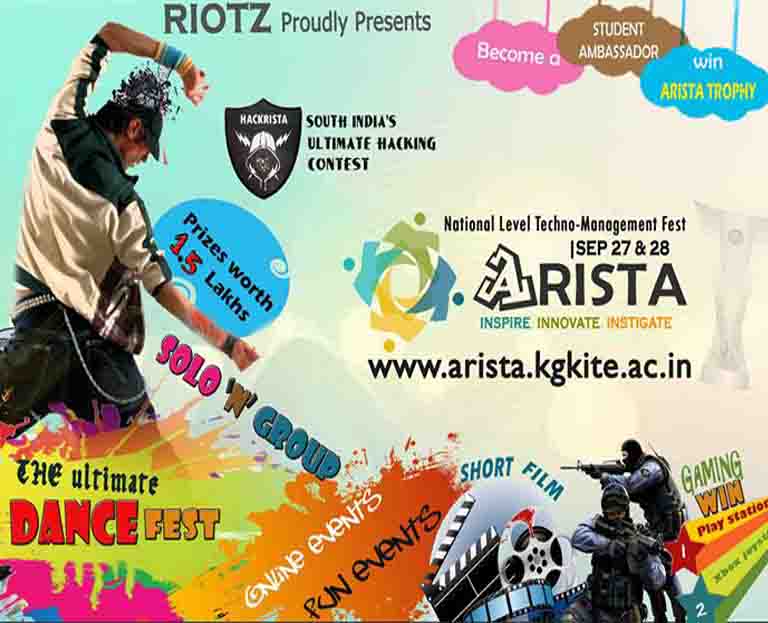 RIOTZ Proudly Presents
Become a
STUDENT
AMBASSADOR
win
ARISTA TROPHY
HACKRISTA
SOUTH INDIA'S
ULTIMATE HACKING
CONTEST
Prizes worth
1.5 Lakhs
National Level Techno-Management Fest
|SEP 27 & 28
ARISTA
INSPIRE INNOVATE INSTIGATE
www.arista.kgkite.ac.in
SOLO 'N' GROUP
THE ultimate
DANCE FEST
ONLINE EVENTS
FUN EVENTS
SHORT FILM
GAMING
WIN
1 Play station
2 Xbox joystic